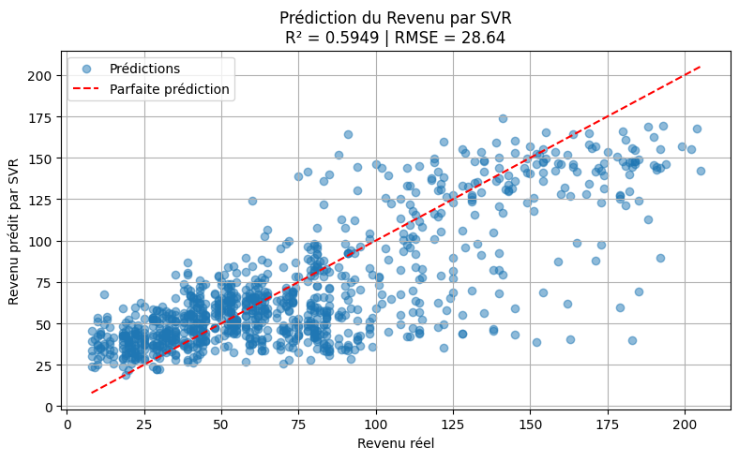 Prédiction du Revenu par SVR
R² = 0.5949 | RMSE = 28.64
Prédictions
Parfaite prédiction
Revenu prédit par SVR
200
175
150
125
100
75
50
25
0
0 25 50 75 100 125 150 175 200
Revenu réel